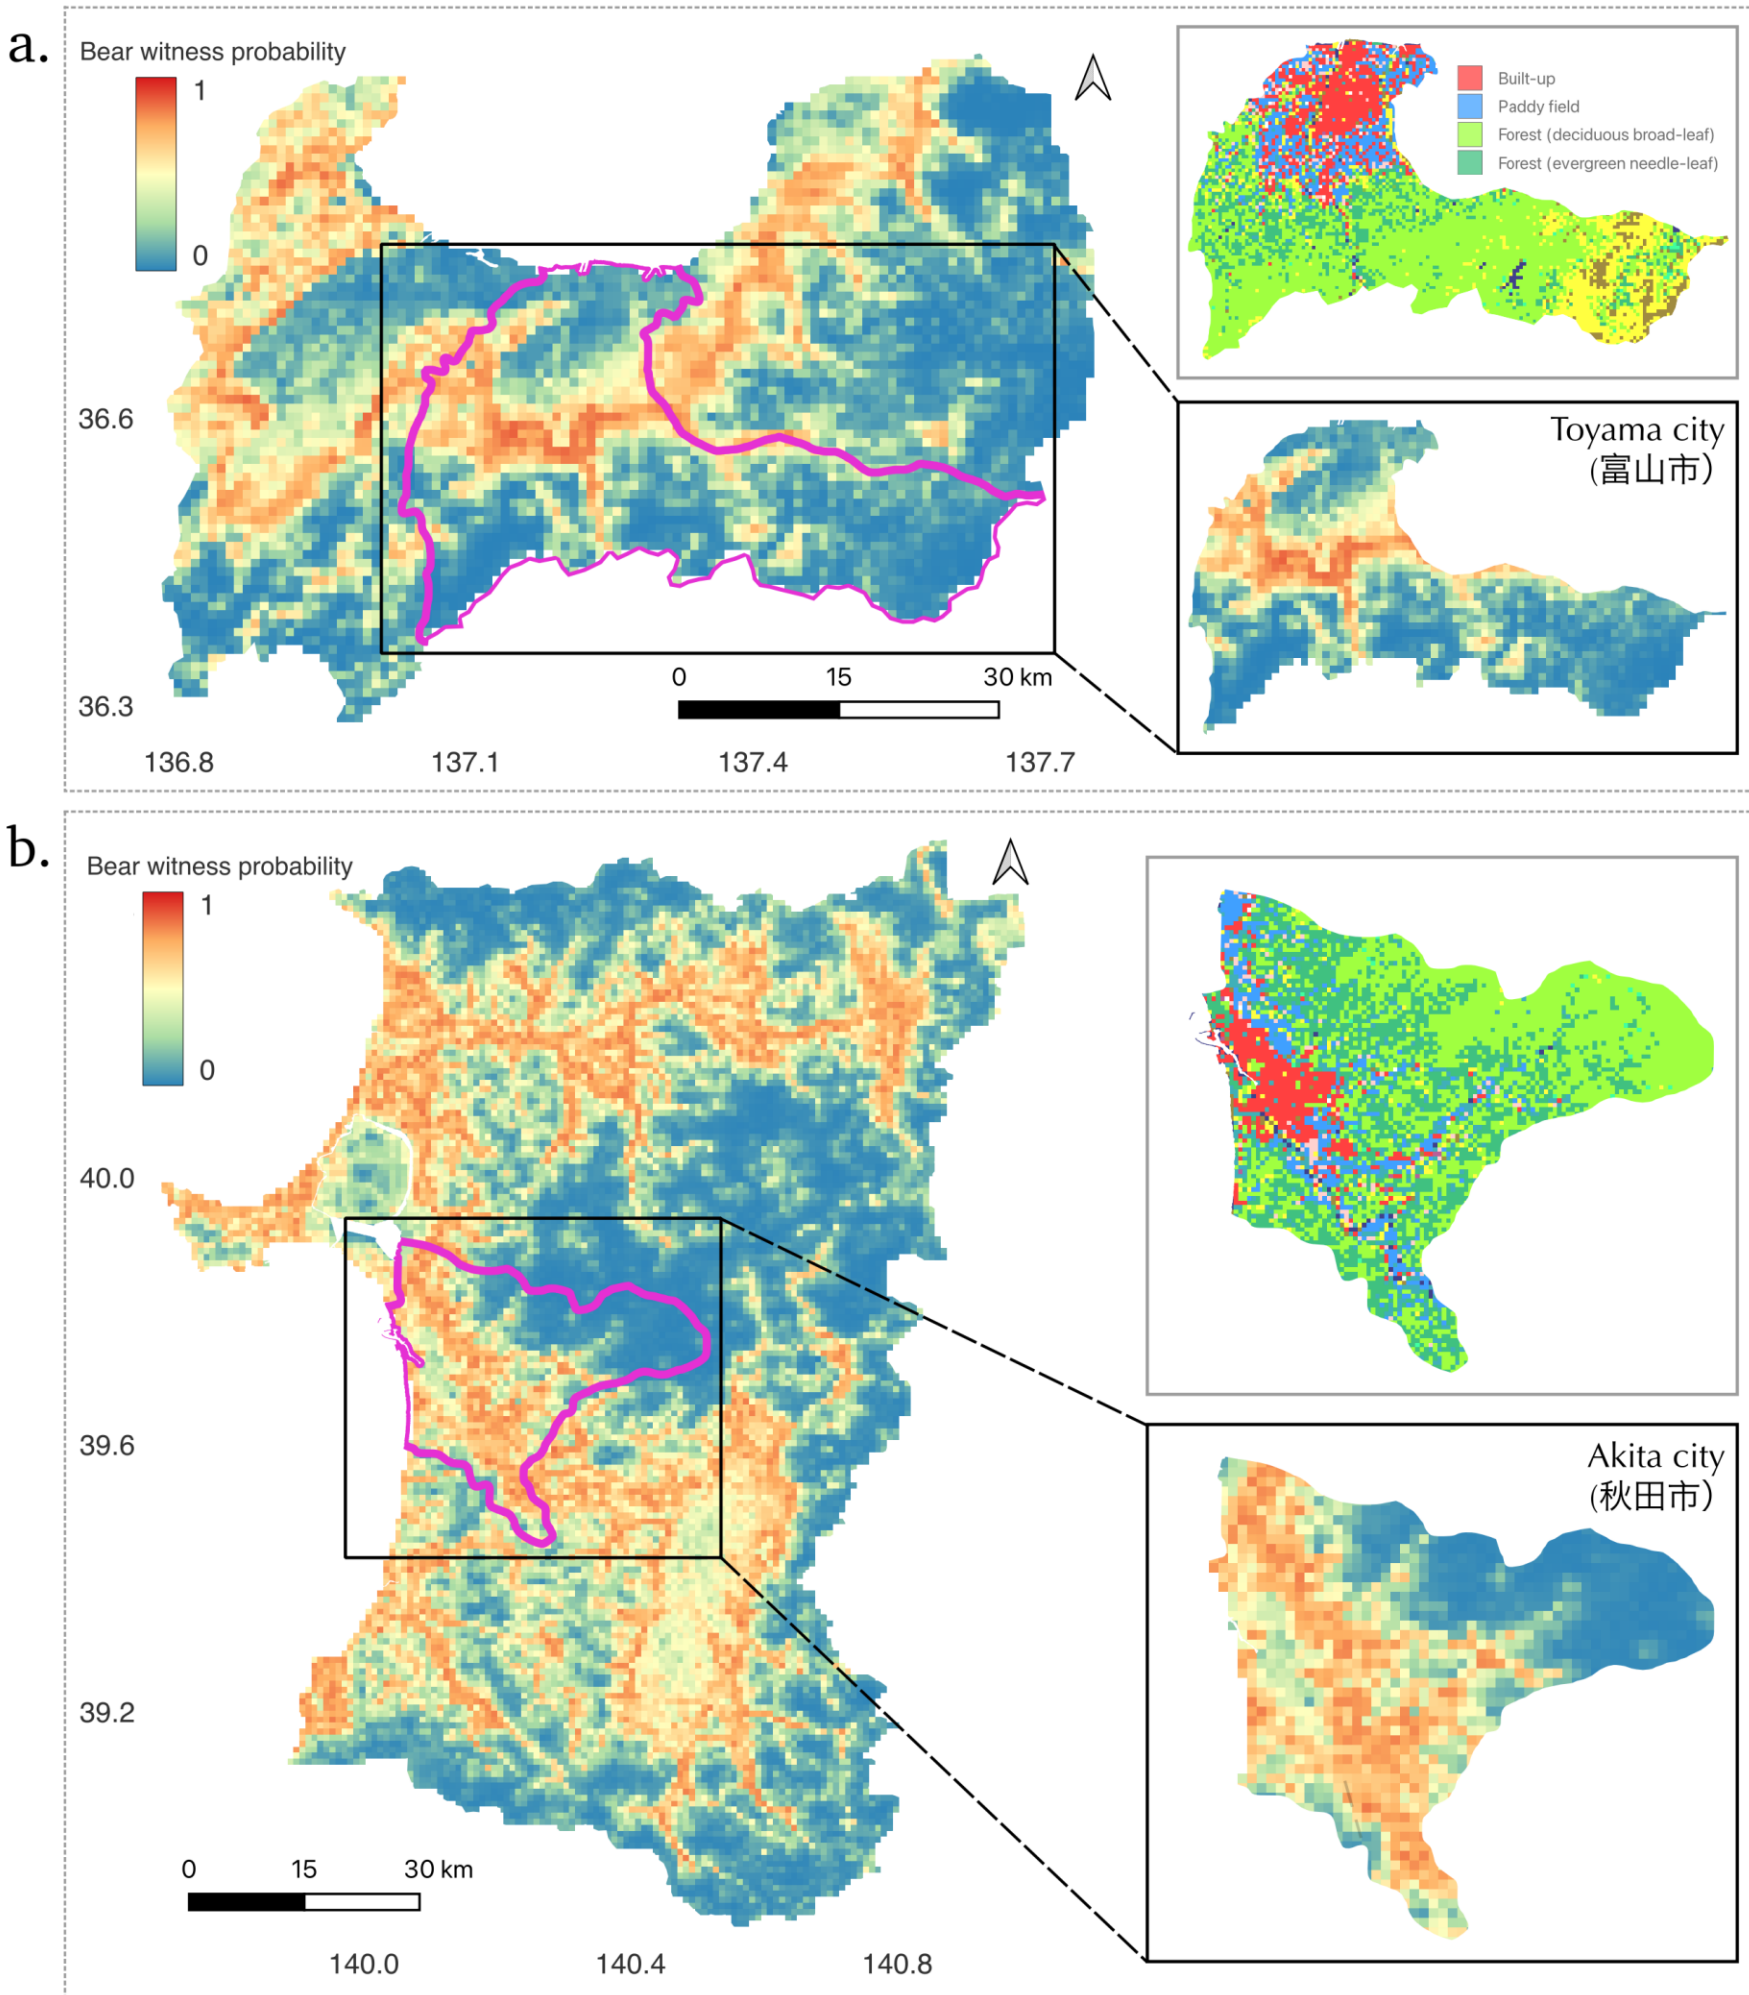 a.
Bear witness probability
1
0
Built-up
Paddy field
Forest (deciduous broad-leaf)
Forest (evergreen needle-leaf)
Toyama city
(富山市)
36.6
36.3
0 15 30 km
136.8 137.1 137.4 137.7
b.
Bear witness probability
1
0
40.0
39.6
39.2
Akita city
(秋田市)
0 15 30 km
140.0 140.4 140.8